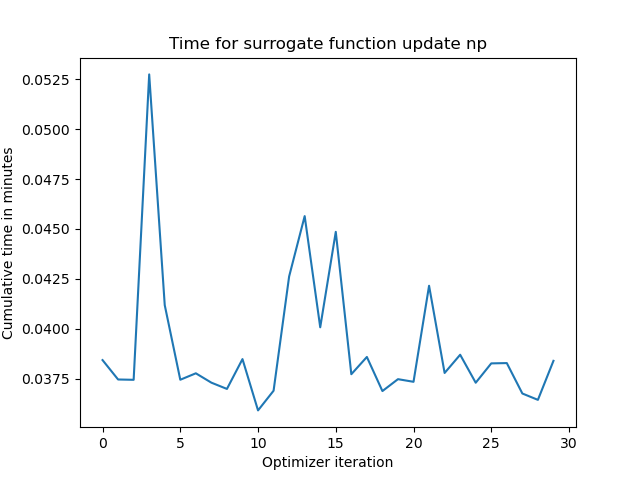 Time for surrogate function update np
0.0525
0.0500
0.0475
0.0450
0.0425
0.0400
0.0375
Cumulative time in minutes
0 5 10 15 20 25 30
Optimizer iteration